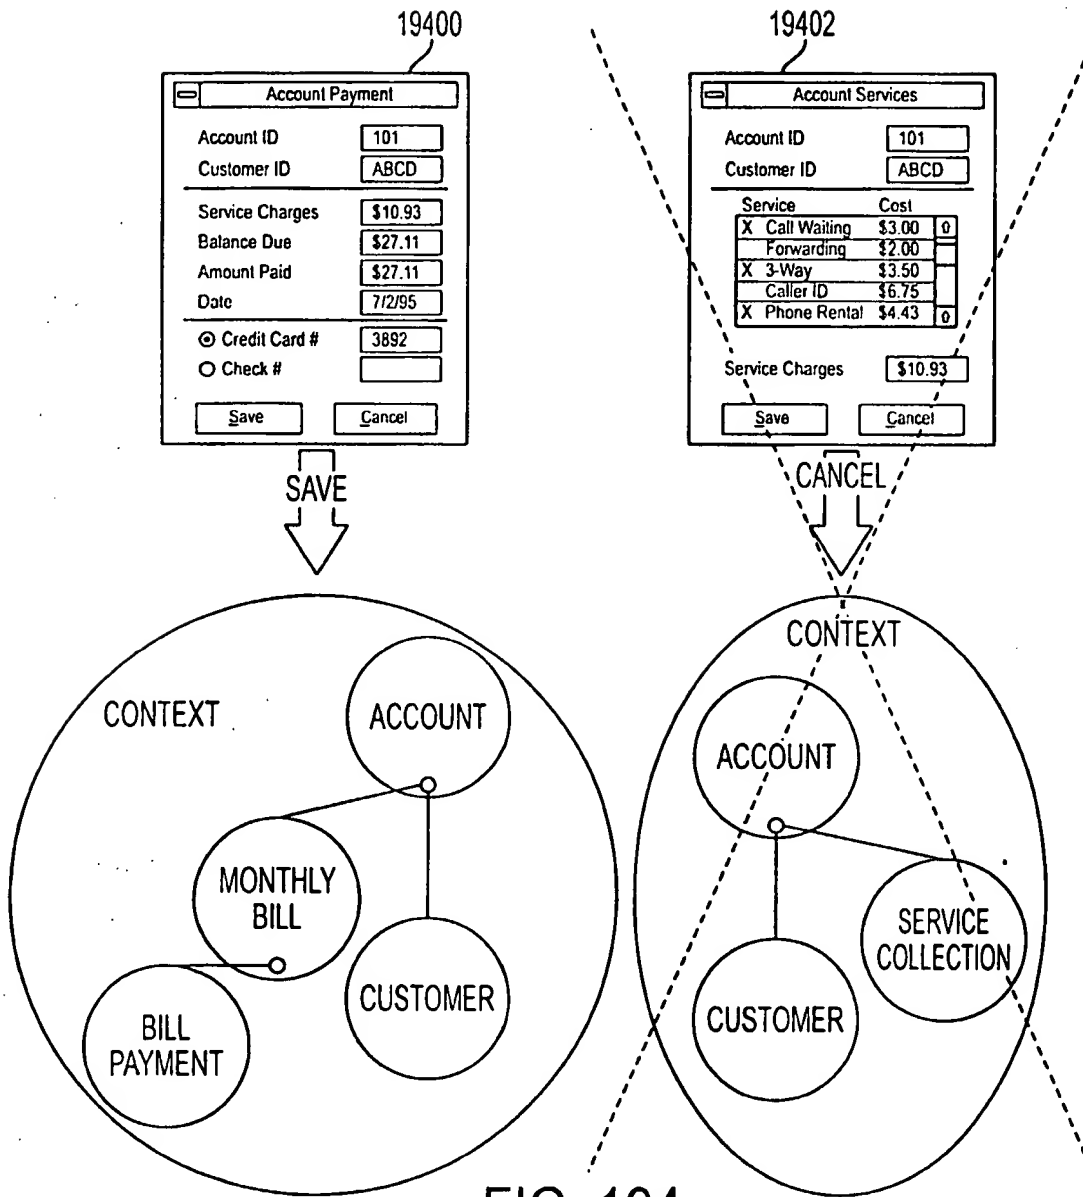 19400
Account Payment
Account ID 101
Customer ID ABCD
Service Charges $10.93
Balance Due $27.11
Amount Paid $27.11
Date 7/2/95
Credit Card # 3892
Check #
Save Cancel
SAVE
CONTEXT
ACCOUNT
MONTHLY
BILL
CUSTOMER
BILL
PAYMENT
19402
Account Services
Account ID 101
Customer ID ABCD
Service Cost
X Call Waiting $3.00
Forwarding $2.00
X 3-Way $3.50
Caller ID $6.75
X Phone Rental $4.43
Service Charges $10.93
Save Cancel
CANCEL
CONTEXT
ACCOUNT
SERVICE
COLLECTION
CUSTOMER